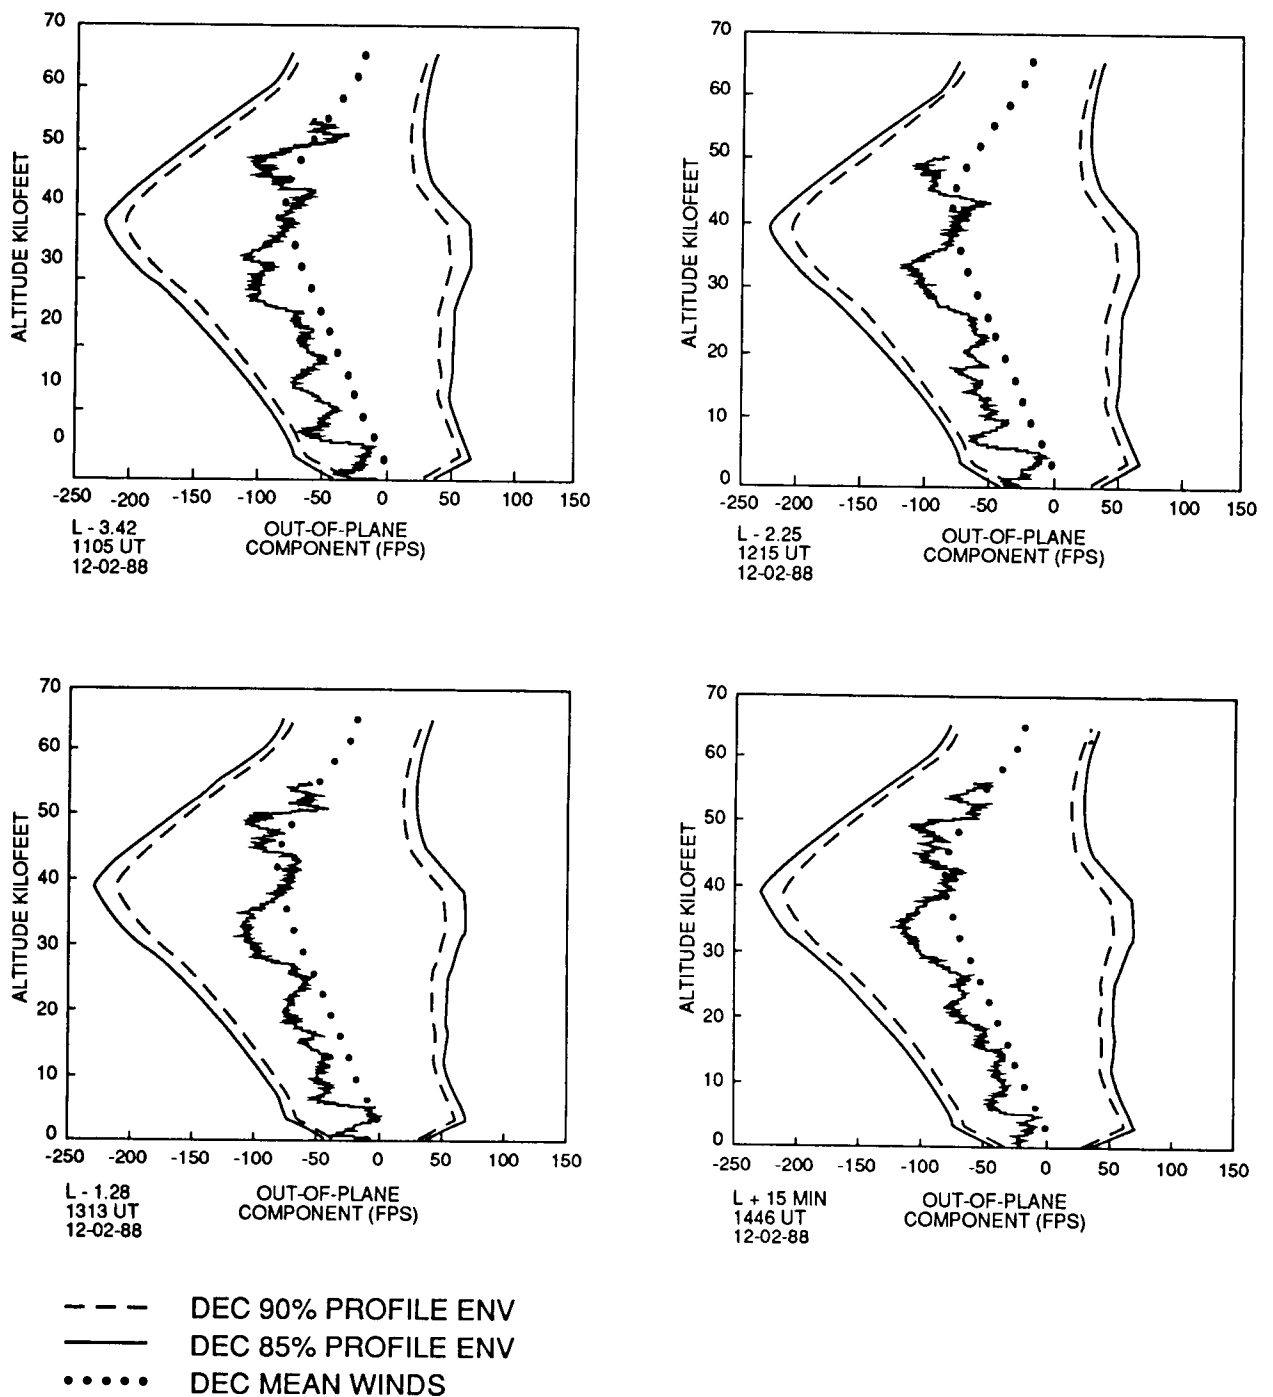 70
60
50
40
30
20
10
0
ALTITUDE KILOFEET
-250 -200 -150 -100 -50 0 50 100 150
L - 3.42
1105 UT
12-02-88
OUT-OF-PLANE
COMPONENT (FPS)
70
60
50
40
30
20
10
0
ALTITUDE KILOFEET
-250 -200 -150 -100 -50 0 50 100 150
L - 2.25
1215 UT
12-02-88
OUT-OF-PLANE
COMPONENT (FPS)
70
60
50
40
30
20
10
0
ALTITUDE KILOFEET
-250 -200 -150 -100 -50 0 50 100 150
L - 1.28
1313 UT
12-02-88
OUT-OF-PLANE
COMPONENT (FPS)
70
60
50
40
30
20
10
0
ALTITUDE KILOFEET
-250 -200 -150 -100 -50 0 50 100 150
L + 15 MIN
1446 UT
12-02-88
OUT-OF-PLANE
COMPONENT (FPS)
DEC 90% PROFILE ENV
DEC 85% PROFILE ENV
DEC MEAN WINDS